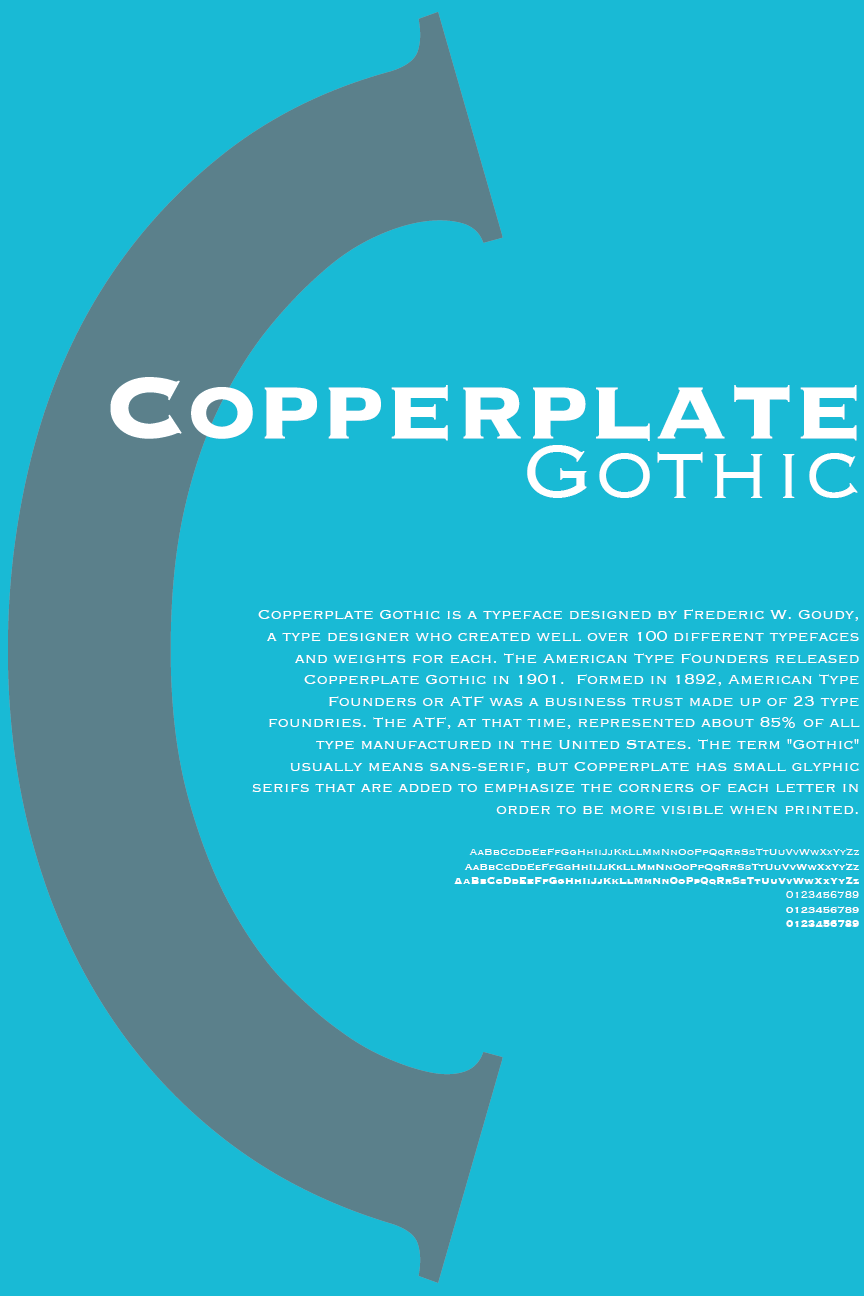 C
Copperplate
Gothic
Copperplate Gothic is a typeface designed by Frederic W. Goudy,
a type designer who created well over 100 different typefaces
and weights for each. The American Type Founders released
Copperplate Gothic in 1901.  Formed in 1892, American Type
Founders or ATF was a business trust made up of 23 type
foundries. The ATF, at that time, represented about 85% of all
type manufactured in the United States. The term "Gothic"
usually means sans-serif, but Copperplate has small glyphic
serifs that are added to emphasize the corners of each letter in
order to be more visible when printed.
AaBbCcDdEeFfGgHhIiJjKkLlMmNnOoPpQqRrSsTtUuVvWwXxYyZz
AaBbCcDdEeFfGgHhIiJjKkLlMmNnOoPpQqRrSsTtUuVvWwXxYyZz
AaBbCcDdEeFfGgHhIiJjKkLlMmNnOoPpQqRrSsTtUuVvWwXxYyZz
0123456789
0123456789
0123456789